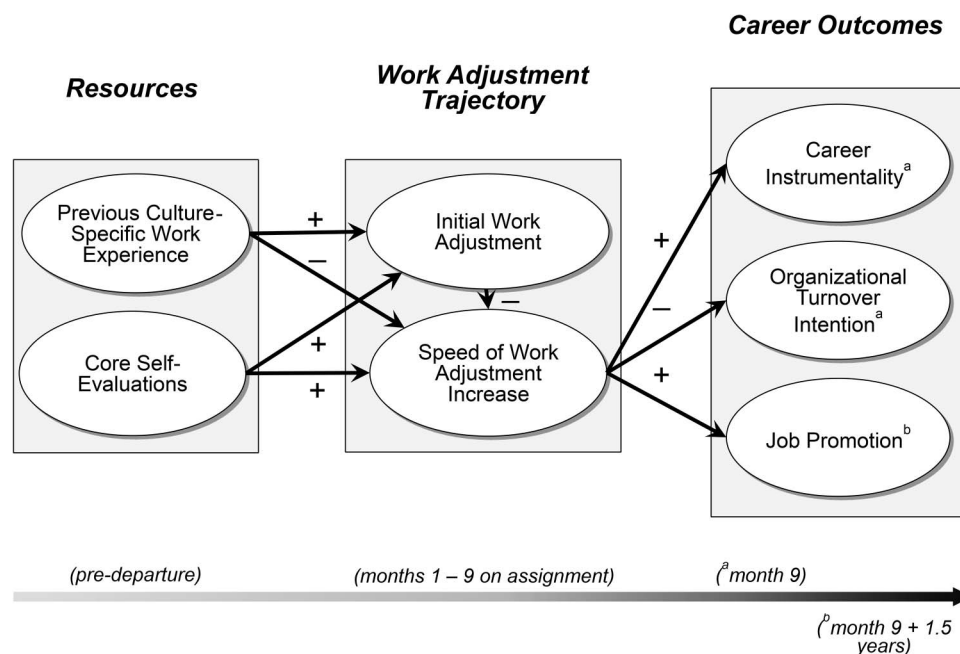 Resources
Previous Culture-
Specific Work
Experience
Core Self-
Evaluations
Work Adjustment
Trajectory
Initial Work
Adjustment
Speed of Work
Adjustment
Increase
+
–
+
+
–
Career Outcomes
Career
Instrumentality^a
Organizational
Turnover
Intention^a
Job Promotion^b
+
–
+
(pre-departure)
(months 1 – 9 on assignment)
(^a month 9)
(^b month 9 + 1.5
years)